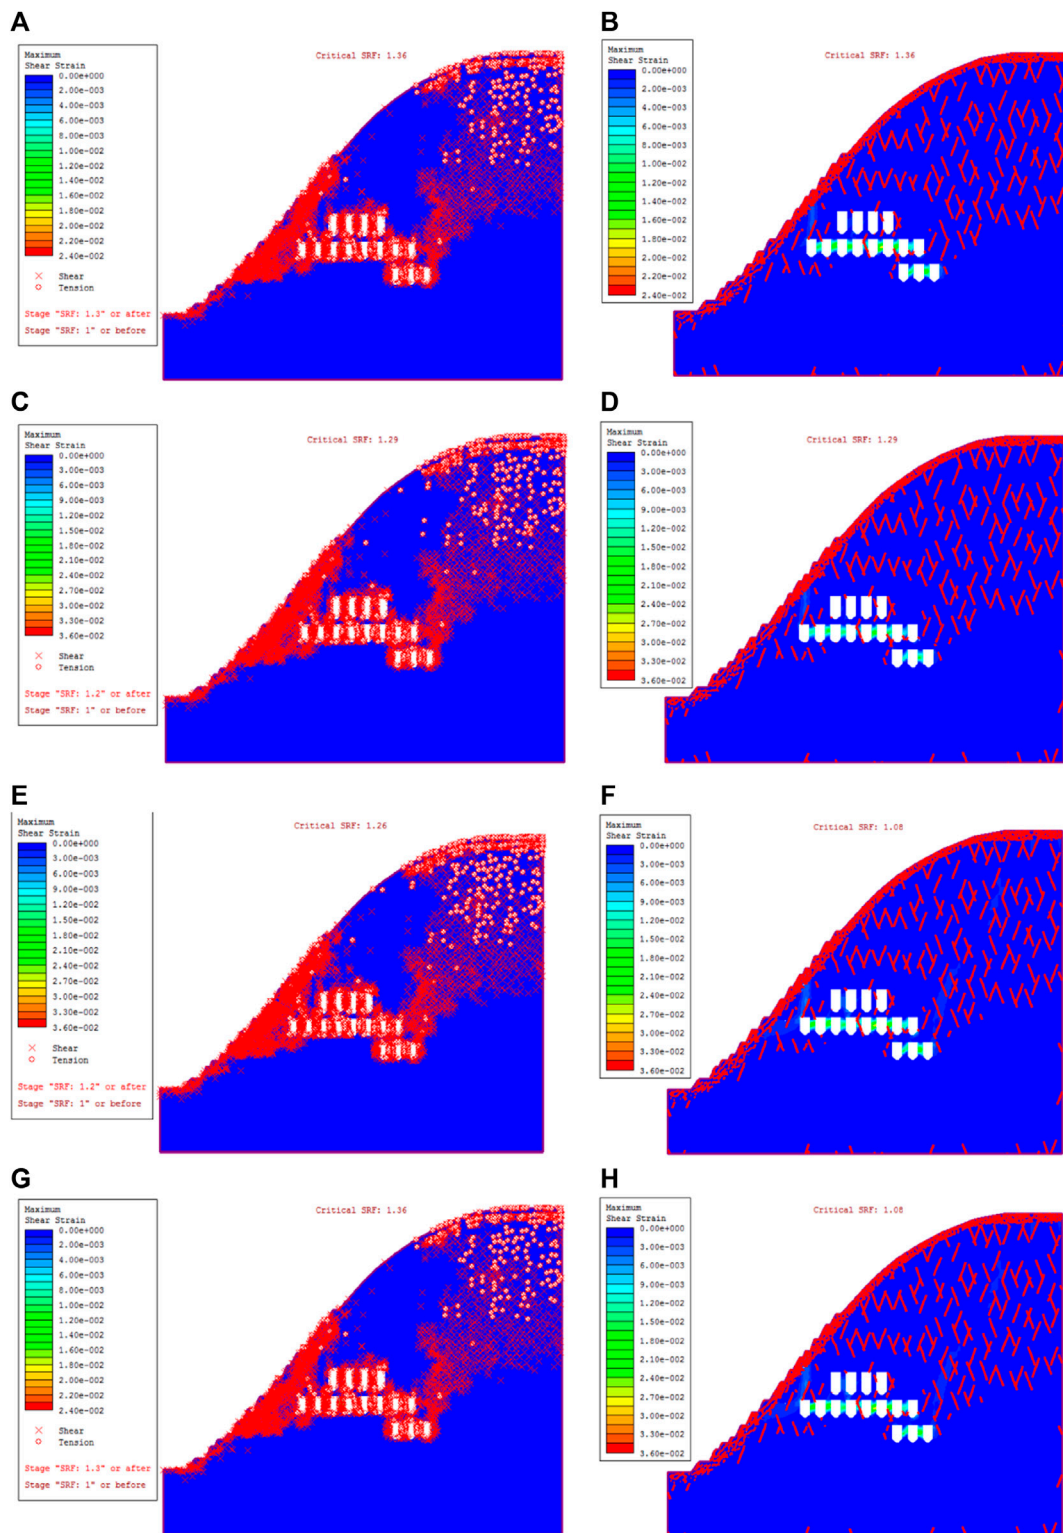 A
Maximum
Shear Strain
0.00e+000
2.00e-003
4.00e-003
6.00e-003
8.00e-003
1.00e-002
1.20e-002
1.40e-002
1.60e-002
1.80e-002
2.00e-002
2.20e-002
2.40e-002
Shear
Tension
Stage "SRF: 1.3" or after
Stage "SRF: 1" or before
Critical SRF: 1.36
B
Maximum
Shear Strain
0.00e+000
2.00e-003
4.00e-003
6.00e-003
8.00e-003
1.00e-002
1.20e-002
1.40e-002
1.60e-002
1.80e-002
2.00e-002
2.20e-002
2.40e-002
Critical SRF: 1.36
C
Maximum
Shear Strain
0.00e+000
3.00e-003
6.00e-003
9.00e-003
1.20e-002
1.50e-002
1.80e-002
2.10e-002
2.40e-002
2.70e-002
3.00e-002
3.30e-002
3.60e-002
Shear
Tension
Stage "SRF: 1.2" or after
Stage "SRF: 1" or before
Critical SRF: 1.29
D
Maximum
Shear Strain
0.00e+000
3.00e-003
6.00e-003
9.00e-003
1.20e-002
1.50e-002
1.80e-002
2.10e-002
2.40e-002
2.70e-002
3.00e-002
3.30e-002
3.60e-002
Critical SRF: 1.29
E
Maximum
Shear Strain
0.00e+000
3.00e-003
6.00e-003
9.00e-003
1.20e-002
1.50e-002
1.80e-002
2.10e-002
2.40e-002
2.70e-002
3.00e-002
3.30e-002
3.60e-002
Shear
Tension
Stage "SRF: 1.2" or after
Stage "SRF: 1" or before
Critical SRF: 1.26
F
Maximum
Shear Strain
0.00e+000
3.00e-003
6.00e-003
9.00e-003
1.20e-002
1.50e-002
1.80e-002
2.10e-002
2.40e-002
2.70e-002
3.00e-002
3.30e-002
3.60e-002
Critical SRF: 1.08
G
Maximum
Shear Strain
0.00e+000
2.00e-003
4.00e-003
6.00e-003
8.00e-003
1.00e-002
1.20e-002
1.40e-002
1.60e-002
1.80e-002
2.00e-002
2.20e-002
2.40e-002
Shear
Tension
Stage "SRF: 1.3" or after
Stage "SRF: 1" or before
Critical SRF: 1.36
H
Maximum
Shear Strain
0.00e+000
3.00e-003
6.00e-003
9.00e-003
1.20e-002
1.50e-002
1.80e-002
2.10e-002
2.40e-002
2.70e-002
3.00e-002
3.30e-002
3.60e-002
Critical SRF: 1.08